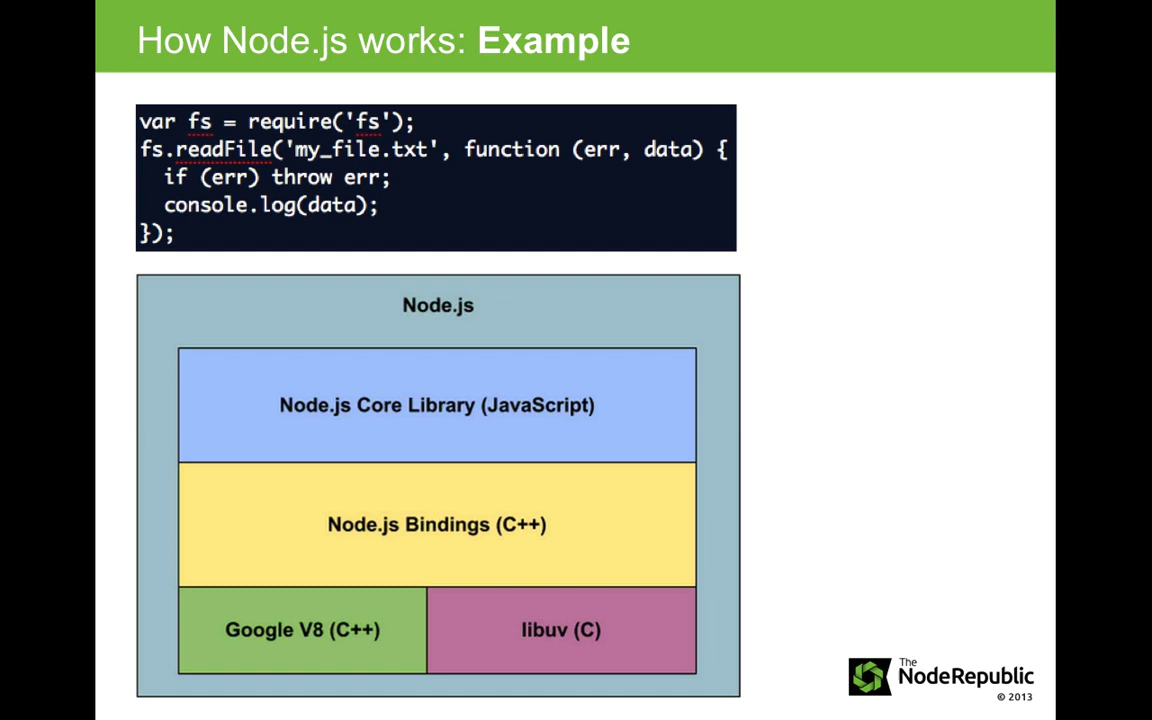 How Node.js works: Example
var fs = require('fs');
fs.readFile('my_file.txt', function (err, data) {
  if (err) throw err;
  console.log(data);
});
Node.js
Node.js Core Library (JavaScript)
Node.js Bindings (C++)
Google V8 (C++)
libuv (C)
The
NodeRepublic
© 2013